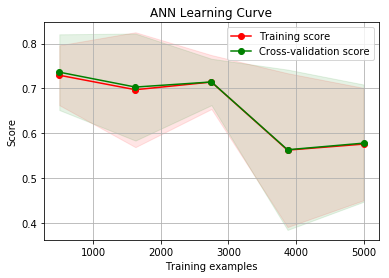 ANN Learning Curve
Training score
Cross-validation score
Score
0.8
0.7
0.6
0.5
0.4
1000 2000 3000 4000 5000
Training examples